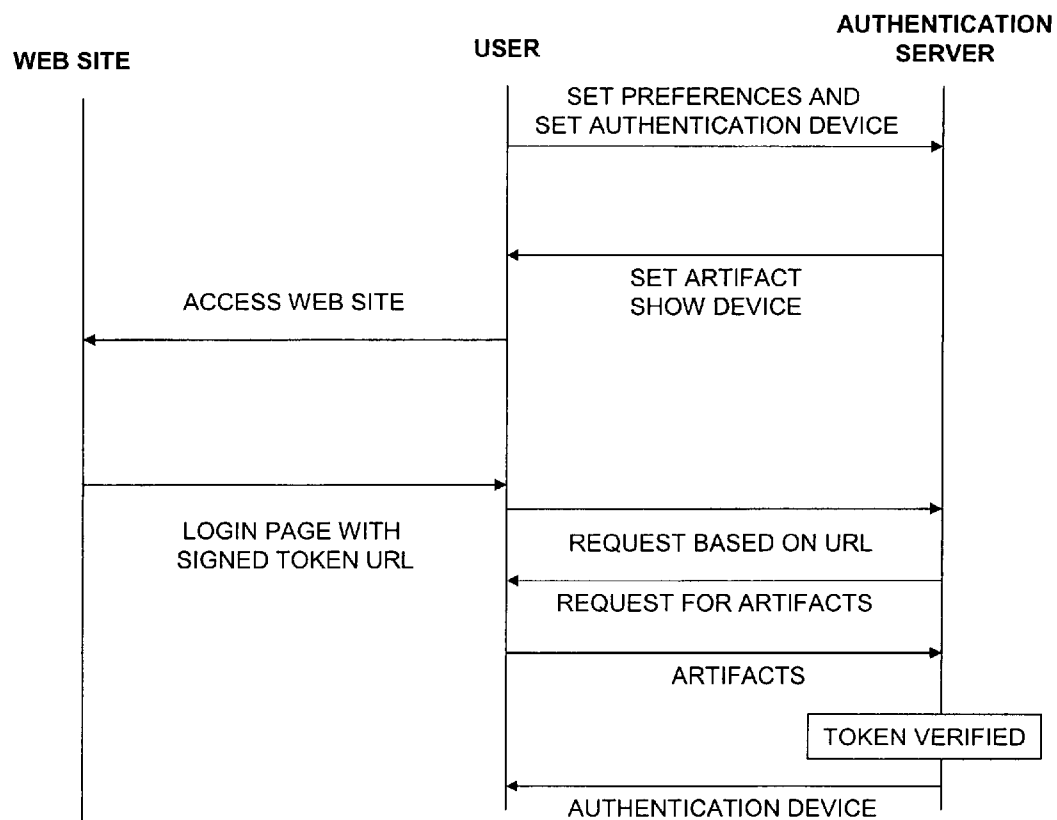 WEB SITE
USER
AUTHENTICATION
SERVER
SET PREFERENCES AND
SET AUTHENTICATION DEVICE
SET ARTIFACT
SHOW DEVICE
ACCESS WEB SITE
LOGIN PAGE WITH
SIGNED TOKEN URL
REQUEST BASED ON URL
REQUEST FOR ARTIFACTS
ARTIFACTS
TOKEN VERIFIED
AUTHENTICATION DEVICE